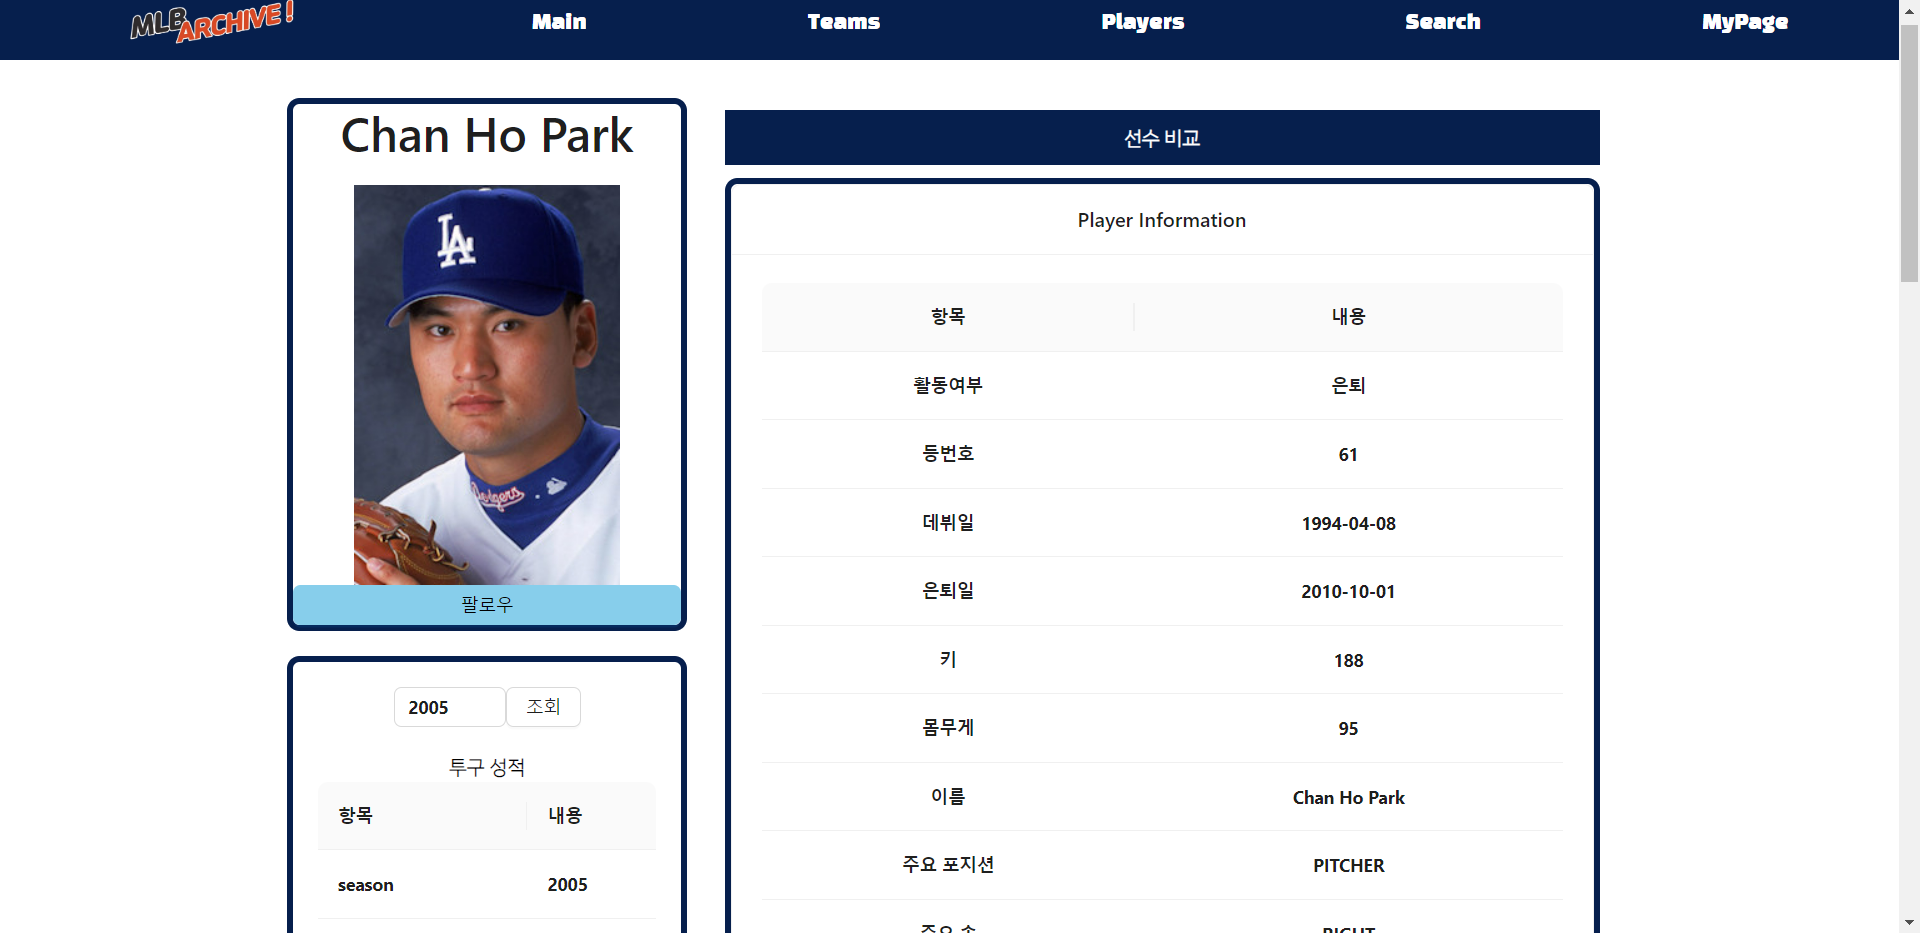 MLB ARCHIVE !
Main
Teams
Players
Search
MyPage
Chan Ho Park
LA
Dodgers
팔로우
2005
조회
투구 성적
항목 내용
season 2005
선수 비교
Player Information
항목 내용
활동여부 은퇴
등번호 61
데뷔일 1994-04-08
은퇴일 2010-10-01
키 188
몸무게 95
이름 Chan Ho Park
주요 포지션 PITCHER
주요 손 RIGHT